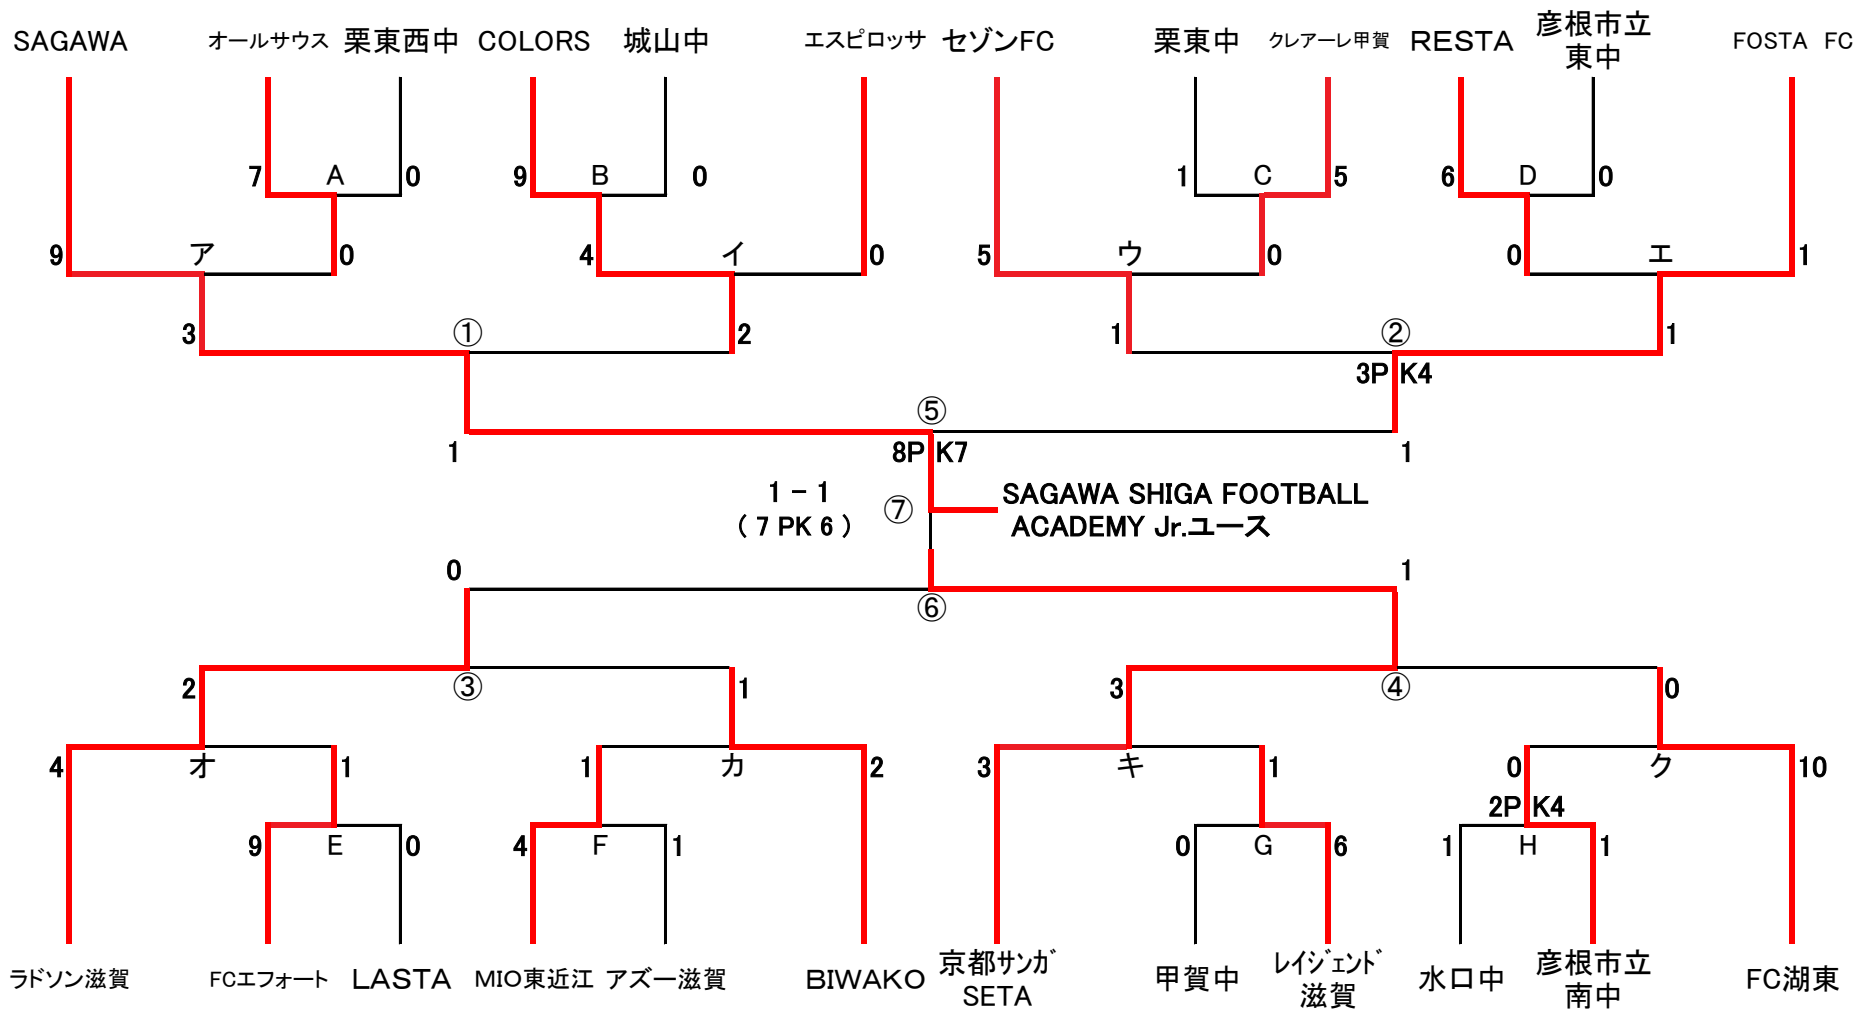 SAGAWA オールサウス 栗東西中 COLORS 城山中 エスピロッサ セゾンFC 栗東中 クレアーレ甲賀 RESTA 彦根市立 FOSTA FC
東中
7 A 0 9 B 0 1 C 5 6 D 0
9 ア 0 4 イ 0 5 ウ 0 0 エ 1
3 ① 2 1 ② 1
3P K4
⑤
1 8P K7 1
1 − 1 ⑦ SAGAWA SHIGA FOOTBALL
( 7 PK 6 ) ACADEMY Jr.ユース
0 1
⑥
2 ③ 1 3 ④ 0
4 オ 1 1 カ 2 3 キ 1 0 ク 10
2P K4
9 E 0 4 F 1 0 G 6 1 H 1
ラドソン滋賀 FCエフォート LASTA MIO東近江 アズー滋賀 BIWAKO 京都サンガ 甲賀中 レイジェンド 水口中 彦根市立 FC湖東
SETA 滋賀 南中